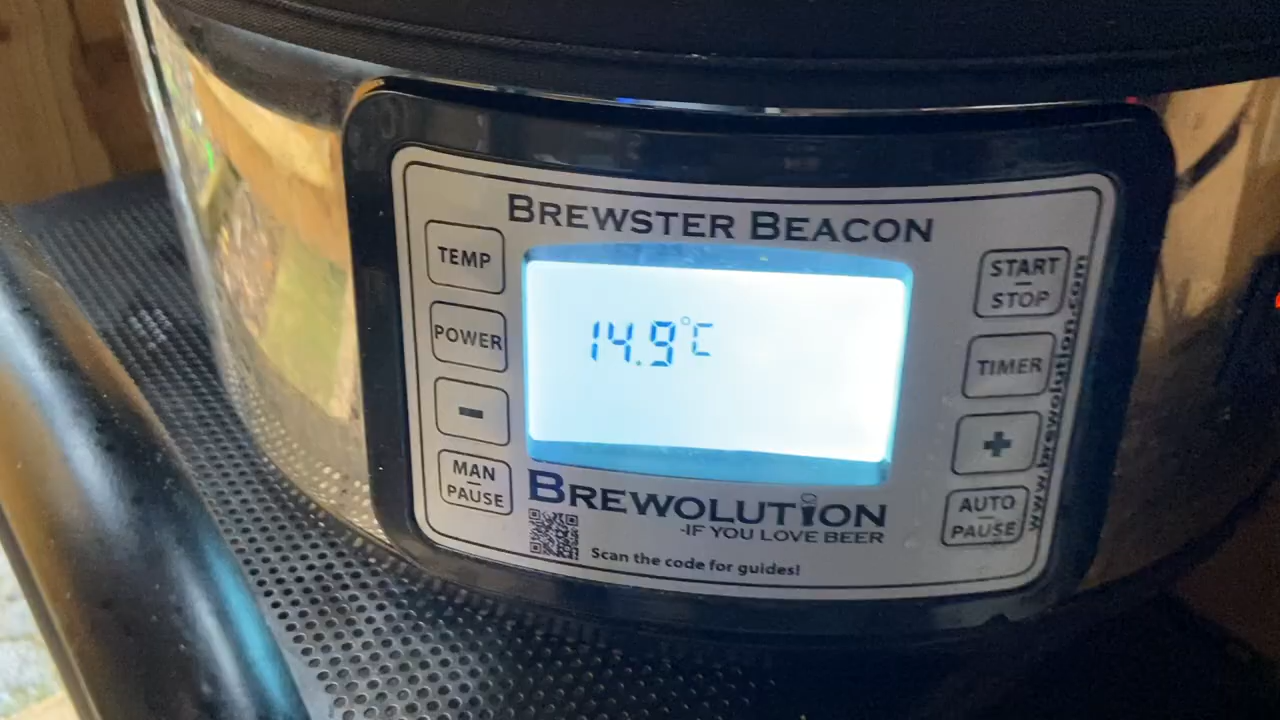 BREWSTER BEACON
TEMP
POWER
-
MAN
PAUSE
14.9°C
START
STOP
TIMER
+
AUTO
PAUSE
www.brewolution.com
BREWOLUTION
-IF YOU LOVE BEER
Scan the code for guides!